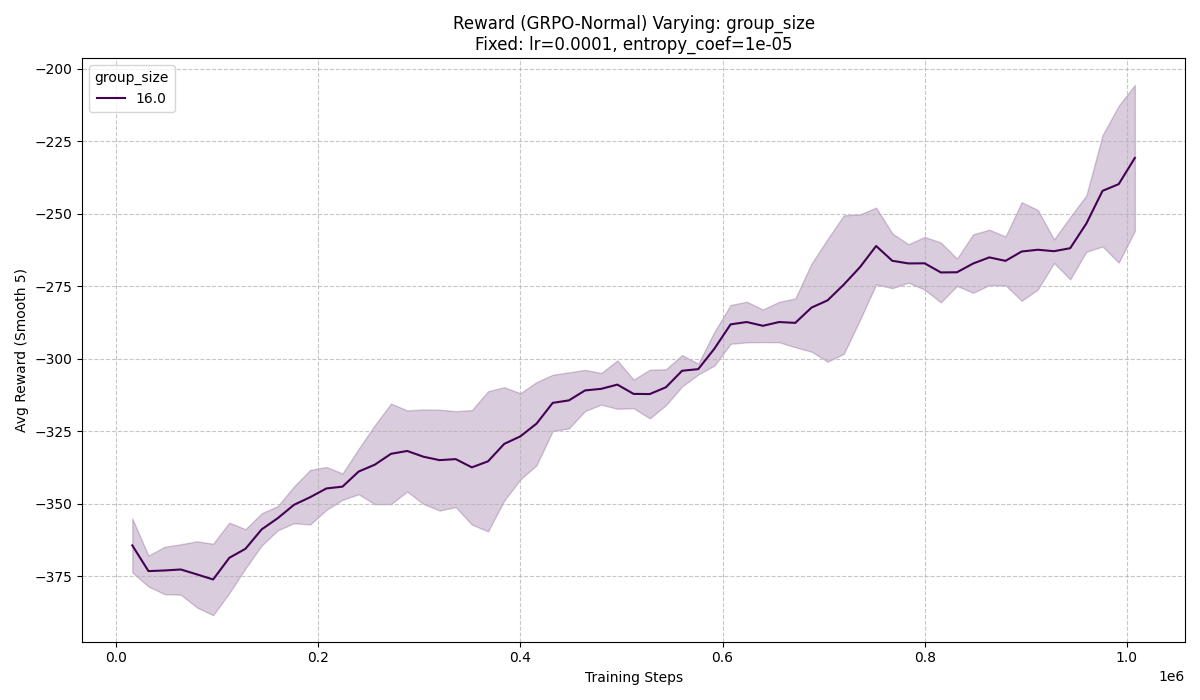 Reward (GRPO-Normal) Varying: group_size
Fixed: lr=0.0001, entropy_coef=1e-05
group_size
16.0
Avg Reward (Smooth 5)
−200
−225
−250
−275
−300
−325
−350
−375
0.0
0.2
0.4
0.6
0.8
1.0
1e6
Training Steps